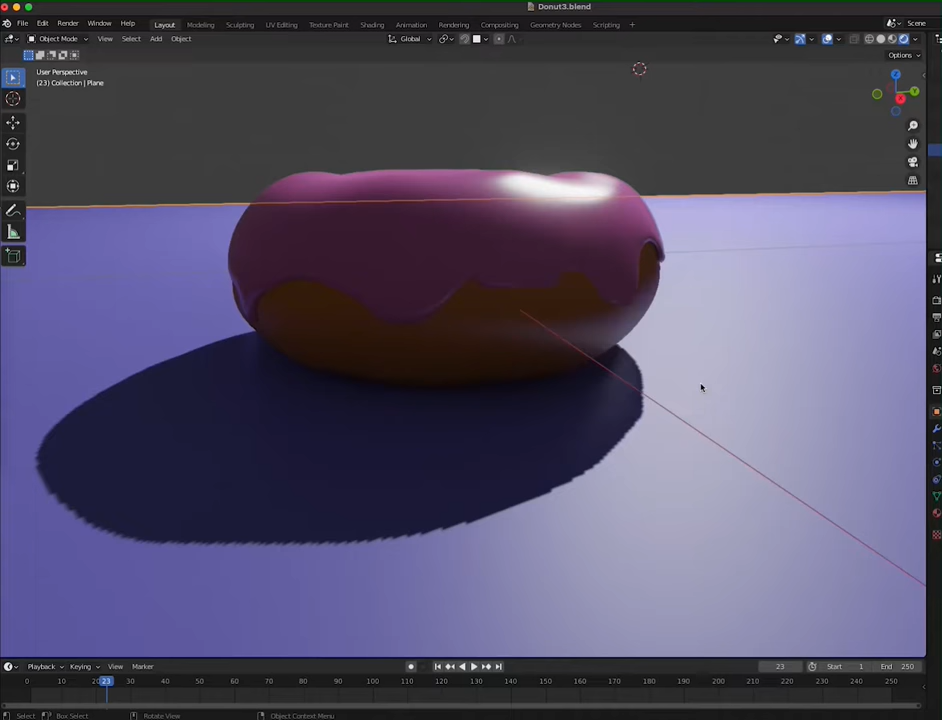 Donut3.blend
File Edit Render Window Help Layout Modeling Sculpting UV Editing Texture Paint Shading Animation Rendering Compositing Geometry Nodes Scripting + Scene
Object Mode View Select Add Object Global
Options
User Perspective
(23) Collection | Plane
Z
Y
X
Playback Keying View Marker 23 Start 1 End 250
0 10 20 23 30 40 50 60 70 80 90 100 110 120 130 140 150 160 170 180 190 200 210 220 230 240 250
Select Box Select Rotate View Object Context Menu